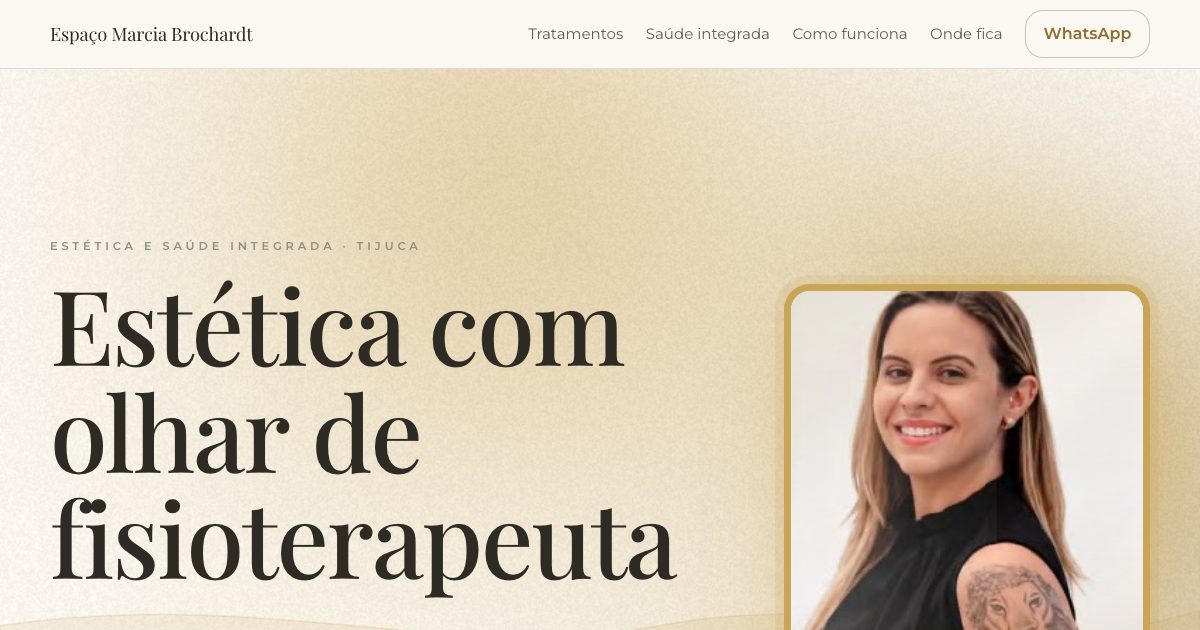 Espaço Marcia Brochardt
Tratamentos Saúde integrada Como funciona Onde fica WhatsApp
ESTÉTICA E SAÚDE INTEGRADA · TIJUCA
Estética com
olhar de
fisioterapeuta